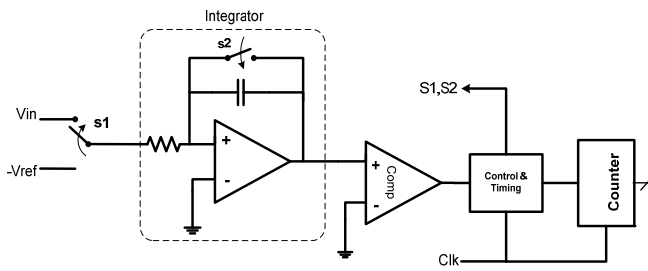 Integrator
s2
S1,S2
Vin
s1
-Vref
+
-
+
-
Comp
Control &
Timing
Counter
Clk